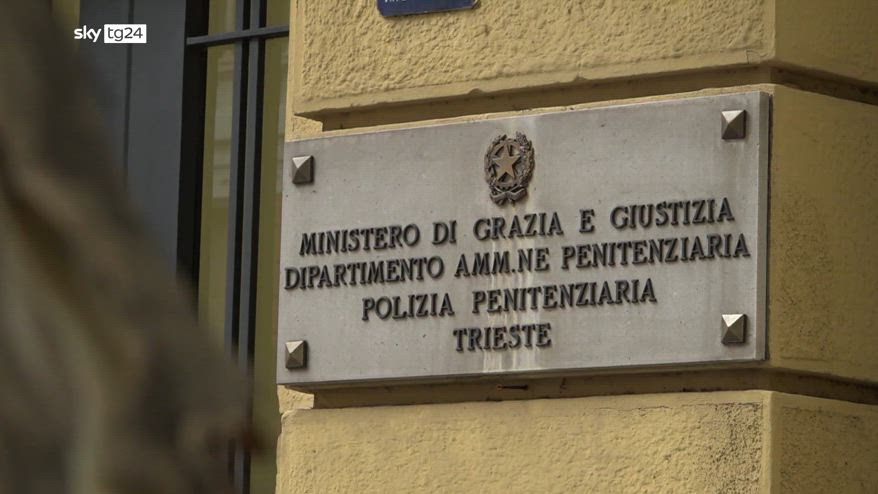 sky tg24
MINISTERO DI GRAZIA E GIUSTIZIA
DIPARTIMENTO AMM.NE PENITENZIARIA
POLIZIA PENITENZIARIA
TRIESTE